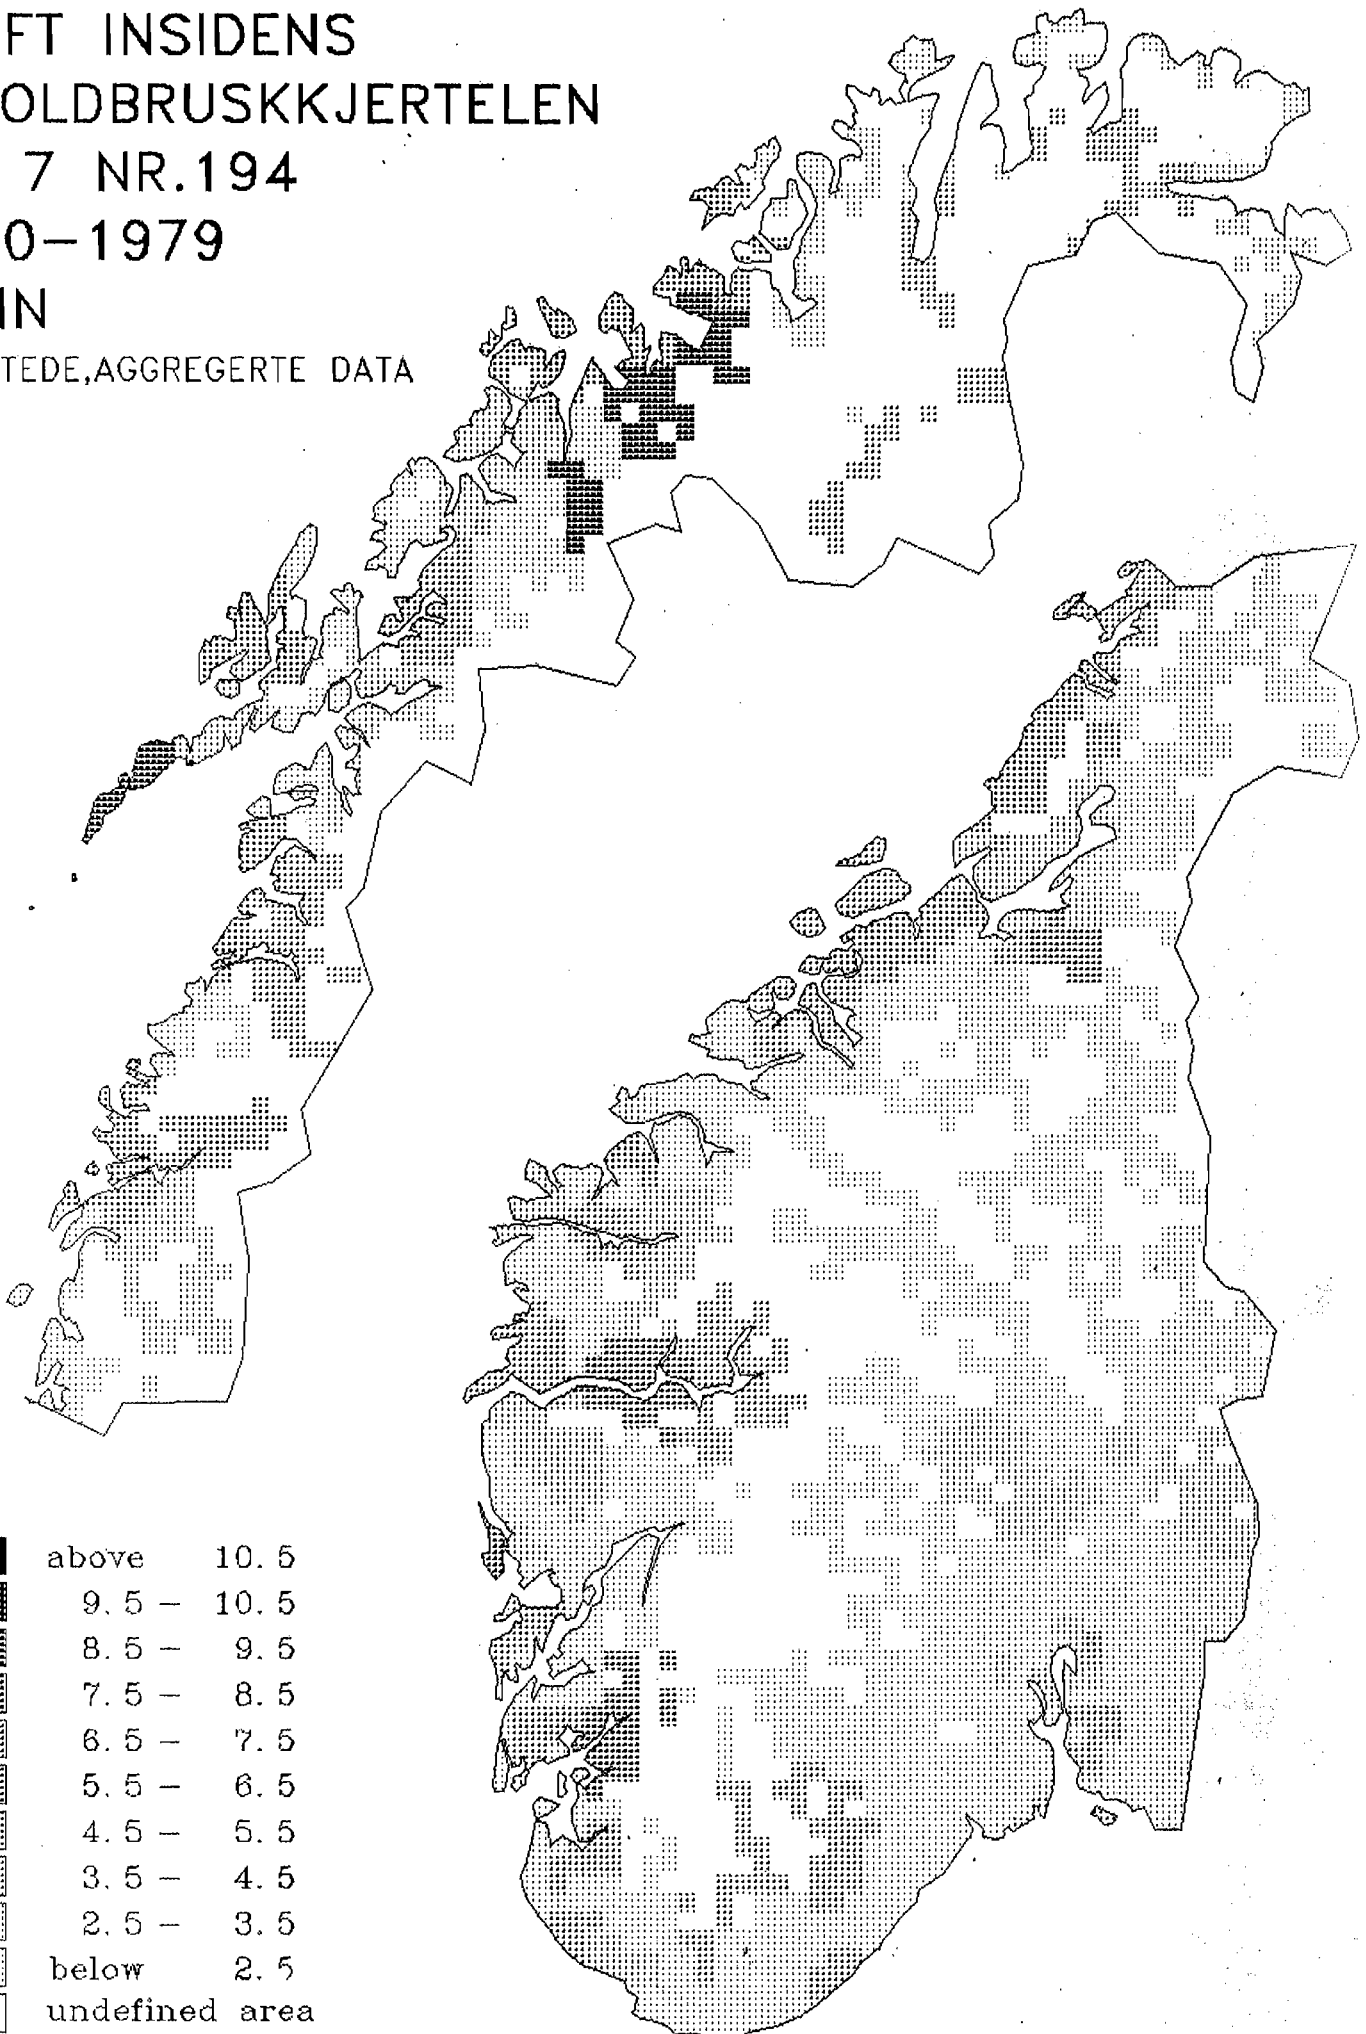 FT INSIDENS
OLDBRUSKKJERTELEN
7 NR.194
0-1979
IN
TEDE,AGGREGERTE DATA
above 10.5
9.5 - 10.5
8.5 - 9.5
7.5 - 8.5
6.5 - 7.5
5.5 - 6.5
4.5 - 5.5
3.5 - 4.5
2.5 - 3.5
below 2.5
undefined area